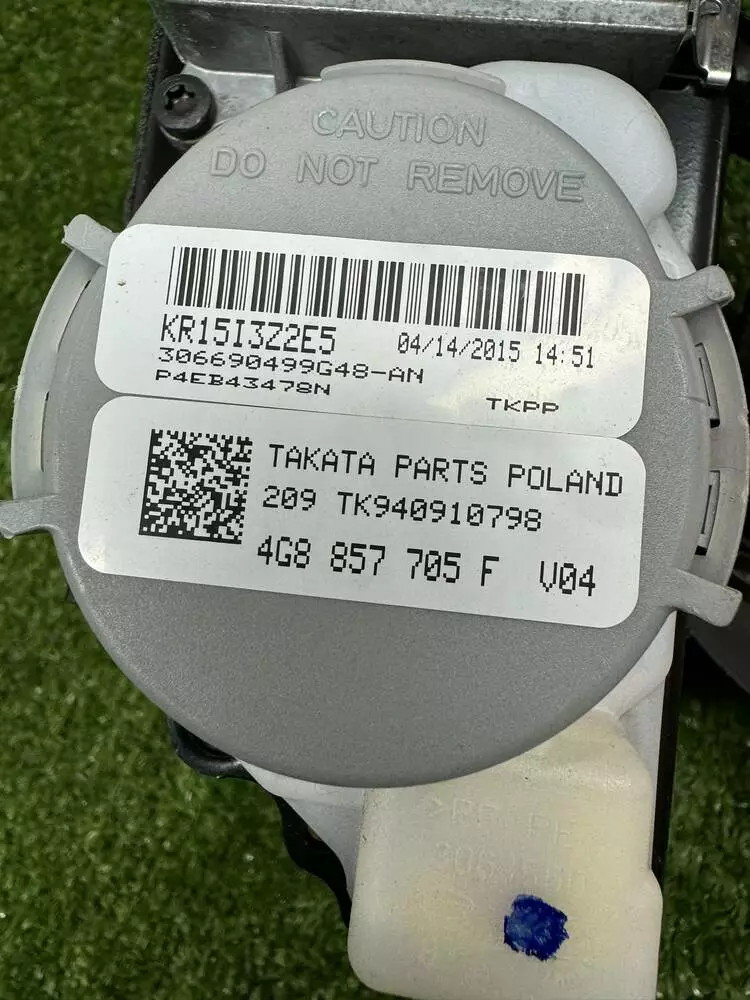 CAUTION
DO NOT REMOVE
KR15I3Z2E5 04/14/2015 14:51
306690499G48-AN
P4EB43478N TKPP
TAKATA PARTS POLAND
209 TK940910798
4G8 857 705 F V04